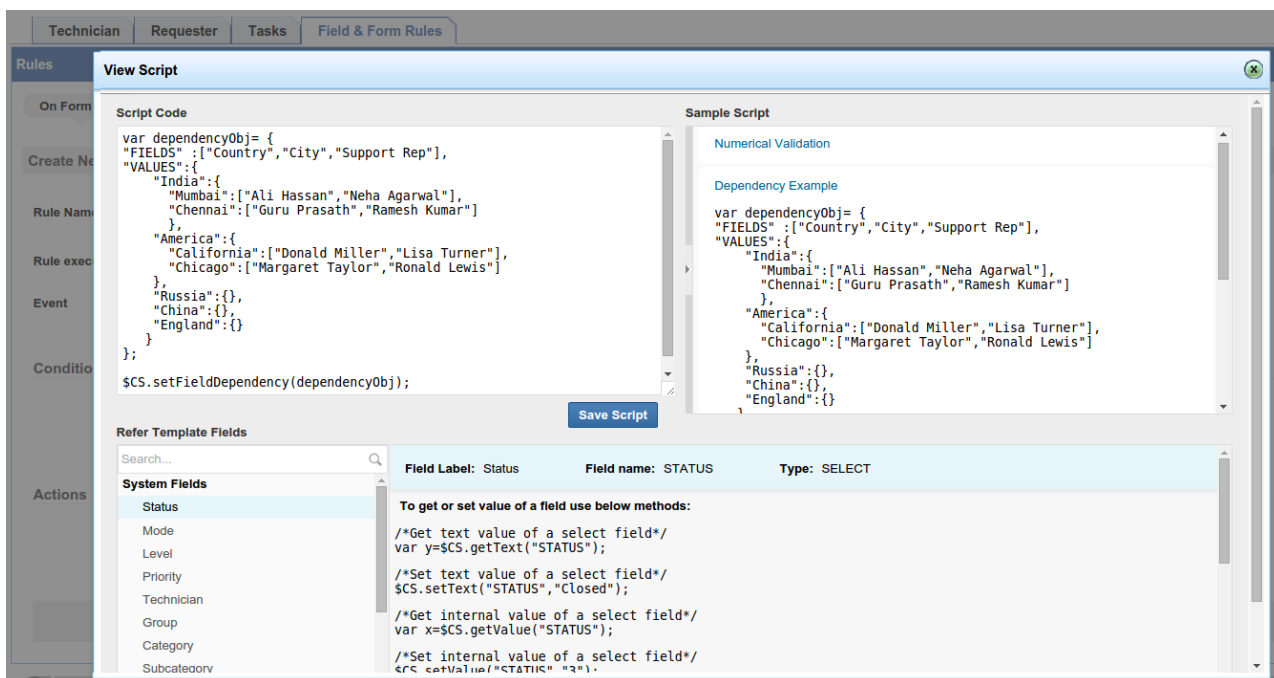 Technician
Requester
Tasks
Field & Form Rules
Rules
View Script
On Form
Create Ne
Rule Nam
Rule exec
Event
Conditio
Actions
Script Code
var dependencyObj= {
"FIELDS" :["Country","City","Support Rep"],
"VALUES":{
"India":{
"Mumbai":["Ali Hassan","Neha Agarwal"],
"Chennai":["Guru Prasath","Ramesh Kumar"]
},
"America":{
"California":["Donald Miller","Lisa Turner"],
"Chicago":["Margaret Taylor","Ronald Lewis"]
},
"Russia":{},
"China":{},
"England":{}
}
};
$CS.setFieldDependency(dependencyObj);
Save Script
Sample Script
Numerical Validation
Dependency Example
var dependencyObj= {
"FIELDS" :["Country","City","Support Rep"],
"VALUES":{
"India":{
"Mumbai":["Ali Hassan","Neha Agarwal"],
"Chennai":["Guru Prasath","Ramesh Kumar"]
},
"America":{
"California":["Donald Miller","Lisa Turner"],
"Chicago":["Margaret Taylor","Ronald Lewis"]
},
"Russia":{},
"China":{},
"England":{}
}
Refer Template Fields
Search...
System Fields
Status
Mode
Level
Priority
Technician
Group
Category
Subcategory
Field Label: Status
Field name: STATUS
Type: SELECT
To get or set value of a field use below methods:
/*Get text value of a select field*/
var y=$CS.getText("STATUS");
/*Set text value of a select field*/
$CS.setText("STATUS","Closed");
/*Get internal value of a select field*/
var x=$CS.getValue("STATUS");
/*Set internal value of a select field*/
$CS.setValue("STATUS","3");